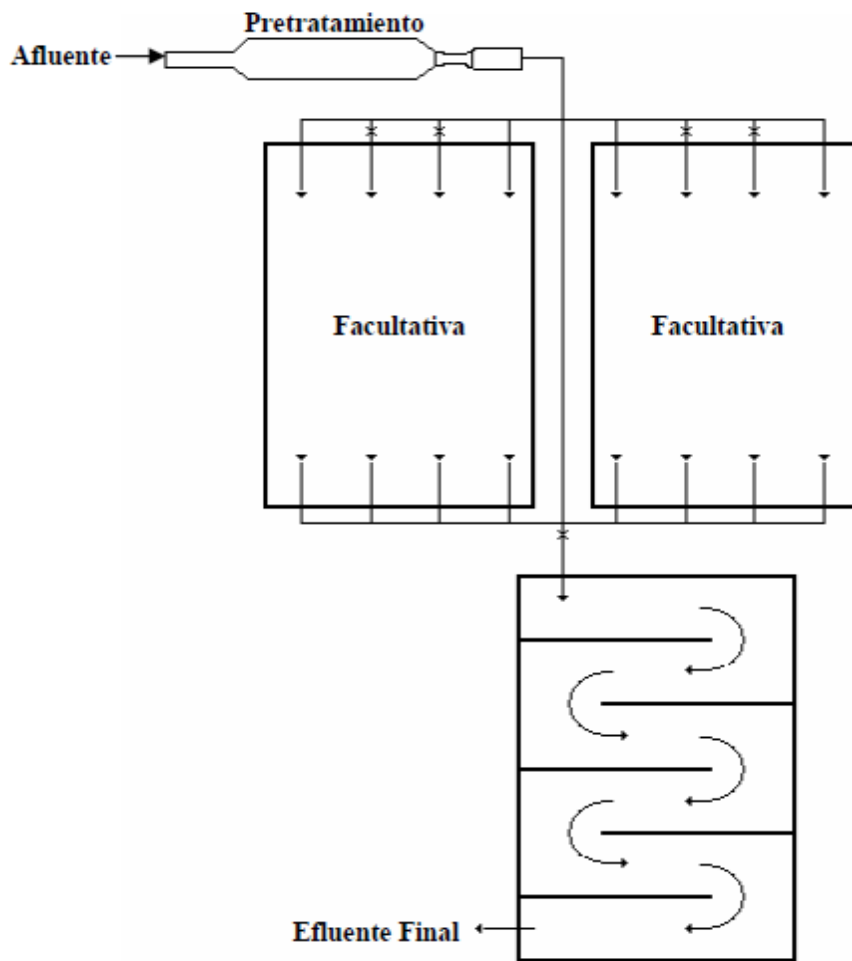 Pretratamiento
Afluente
Facultativa
Facultativa
Efluente Final